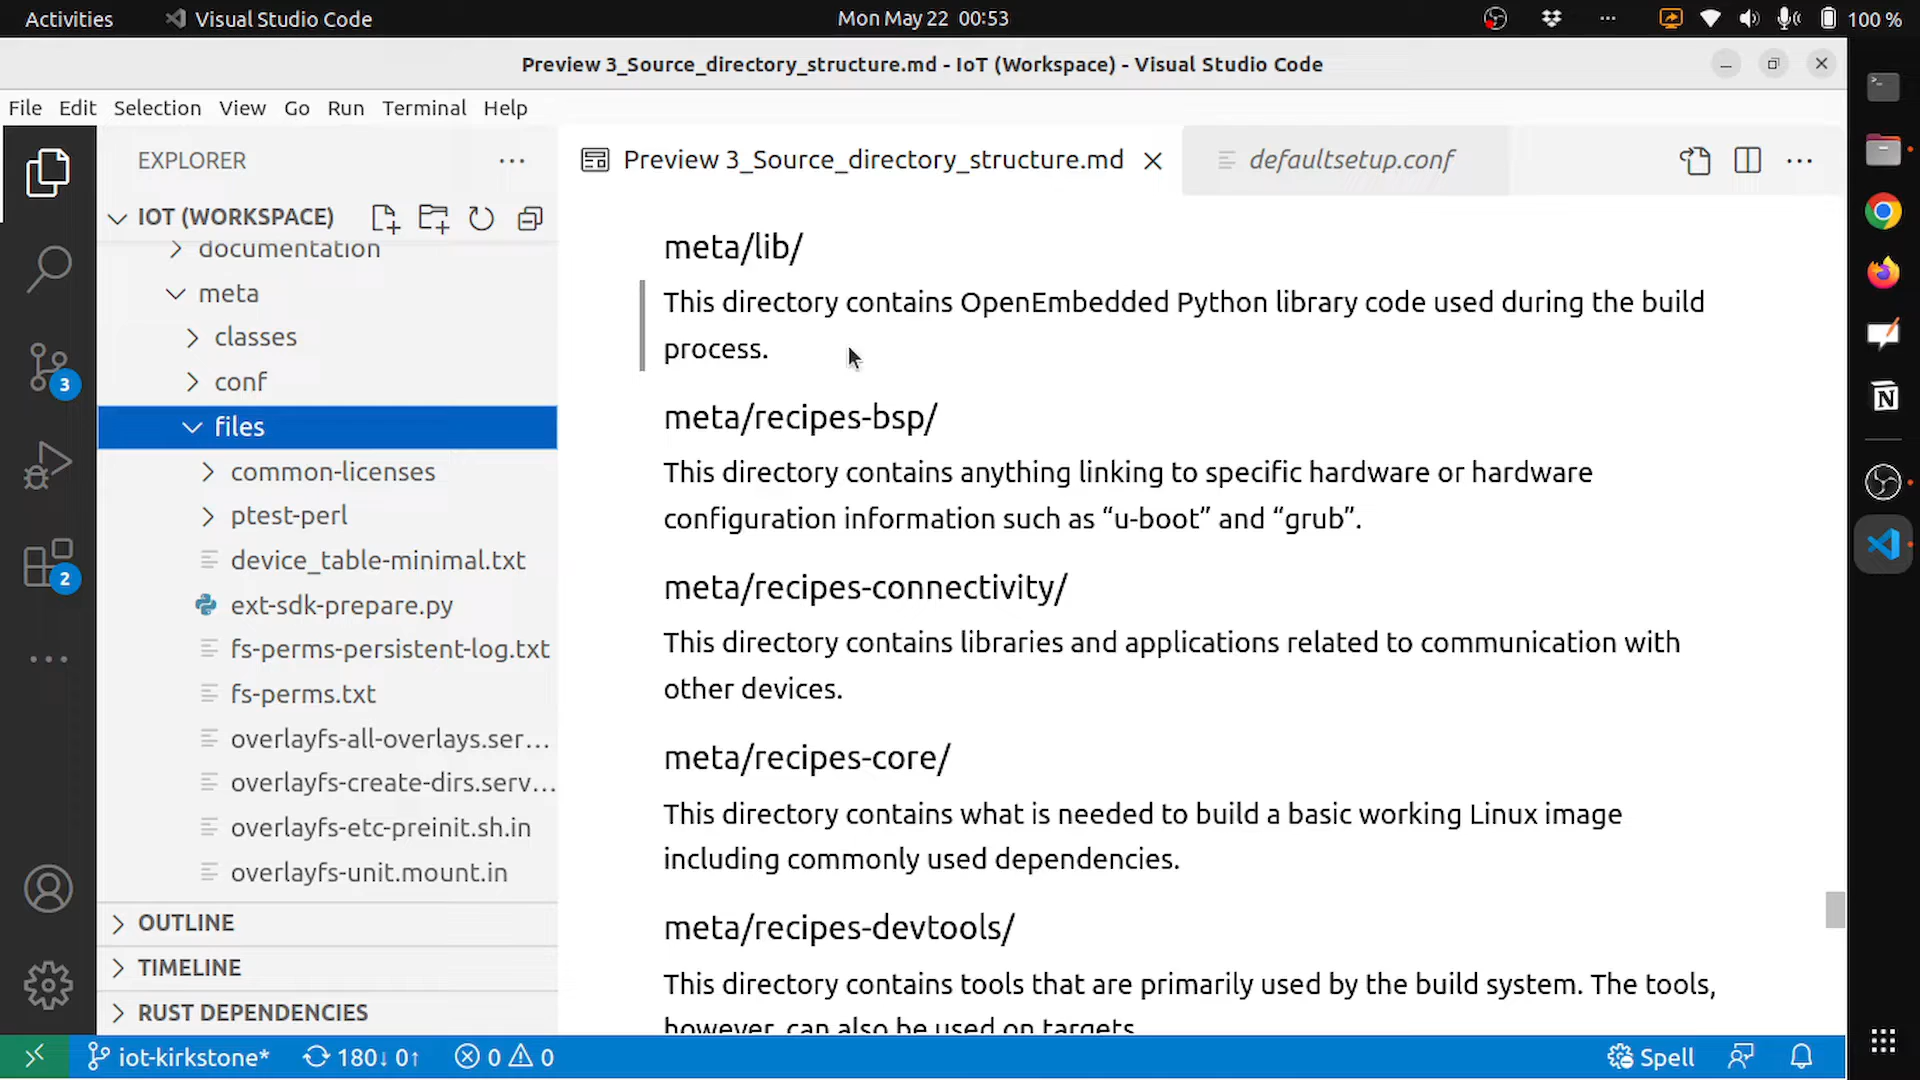 Activities
Visual Studio Code
Mon May 22 00:53
100 %
Preview 3_Source_directory_structure.md - IoT (Workspace) - Visual Studio Code
File Edit Selection View Go Run Terminal Help
EXPLORER
IOT (WORKSPACE)
documentation
meta
classes
conf
files
common-licenses
ptest-perl
device_table-minimal.txt
ext-sdk-prepare.py
fs-perms-persistent-log.txt
fs-perms.txt
overlayfs-all-overlays.ser...
overlayfs-create-dirs.serv...
overlayfs-etc-preinit.sh.in
overlayfs-unit.mount.in
OUTLINE
TIMELINE
RUST DEPENDENCIES
3
2
Preview 3_Source_directory_structure.md
defaultsetup.conf
meta/lib/
This directory contains OpenEmbedded Python library code used during the build
process.
meta/recipes-bsp/
This directory contains anything linking to specific hardware or hardware
configuration information such as “u-boot” and “grub”.
meta/recipes-connectivity/
This directory contains libraries and applications related to communication with
other devices.
meta/recipes-core/
This directory contains what is needed to build a basic working Linux image
including commonly used dependencies.
meta/recipes-devtools/
This directory contains tools that are primarily used by the build system. The tools,
however, can also be used on targets.
iot-kirkstone*
180↓ 0↑
0
0
Spell